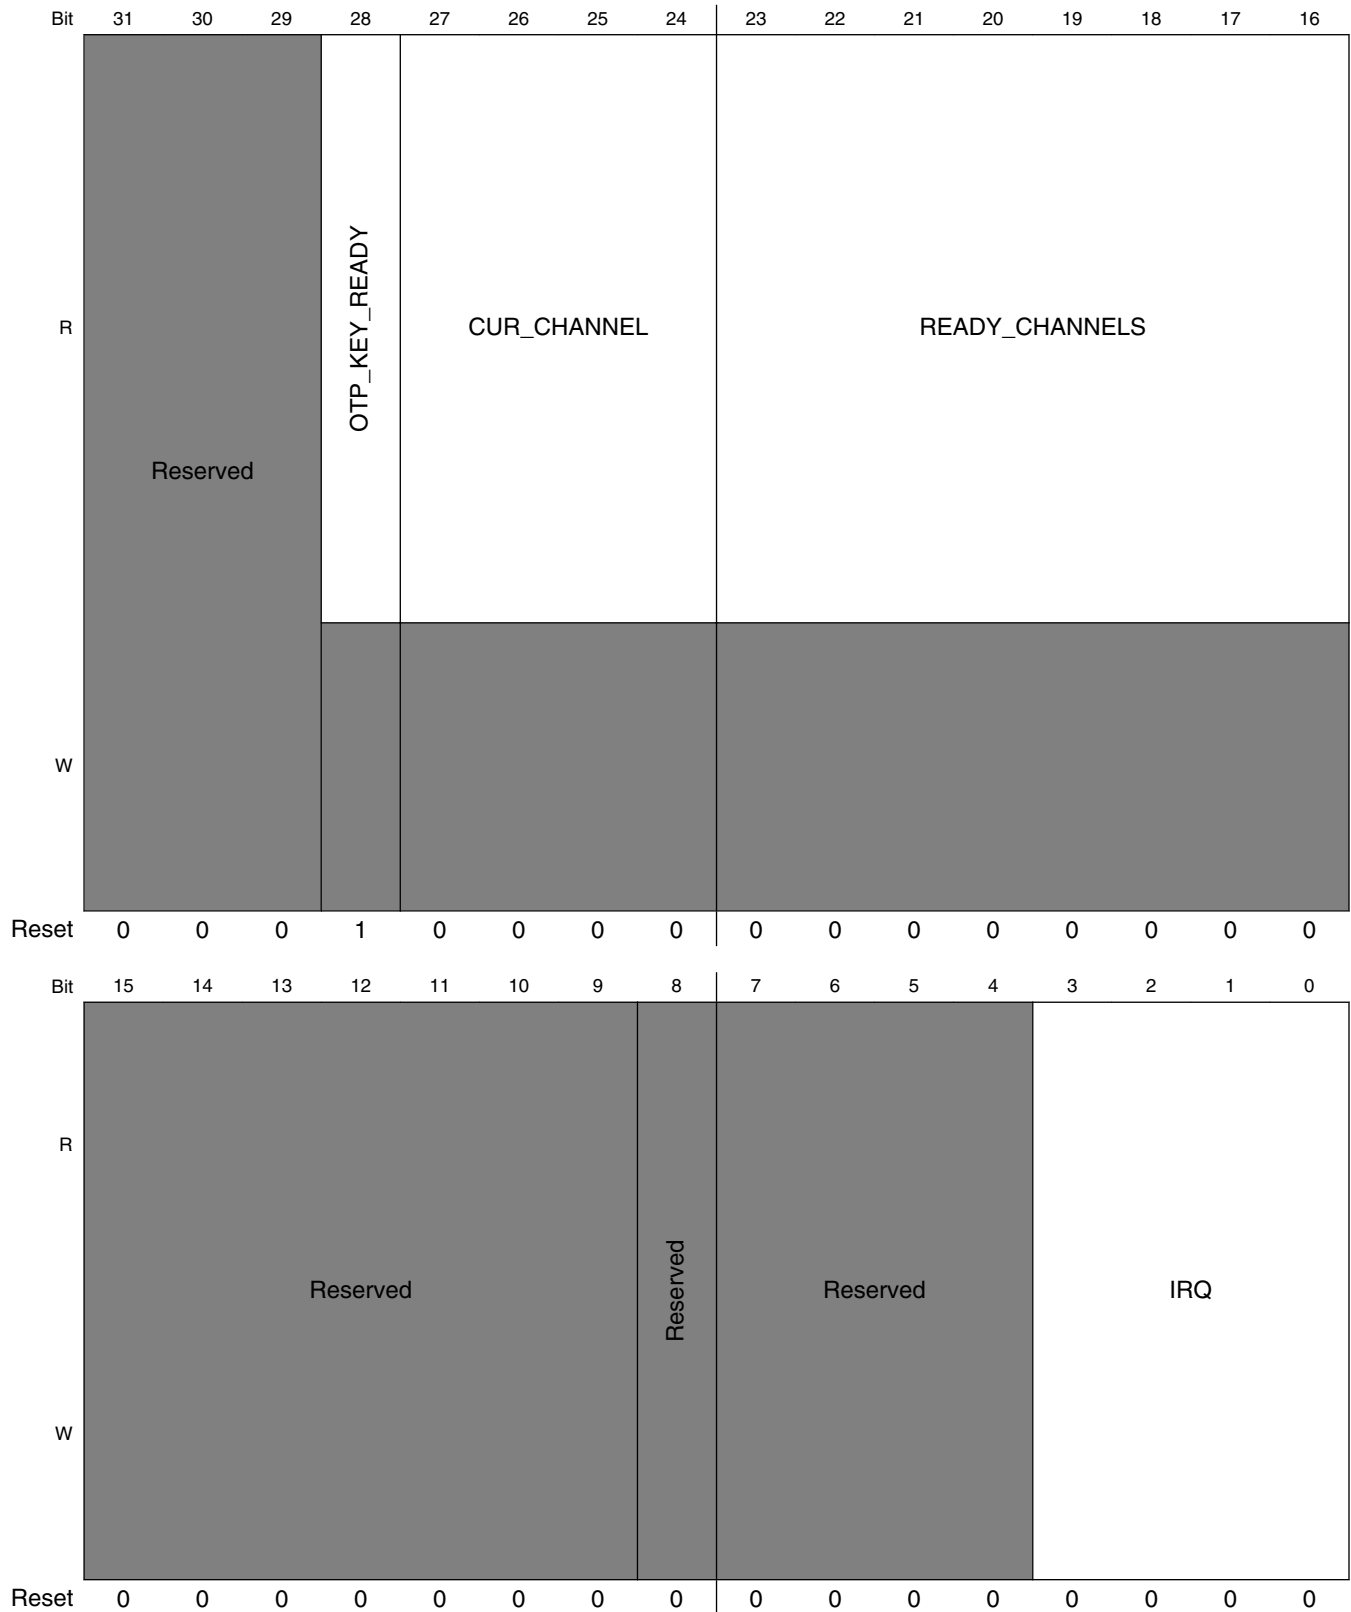 Bit 31 30 29 28 27 26 25 24 23 22 21 20 19 18 17 16
R
Reserved
OTP_KEY_READY
CUR_CHANNEL
READY_CHANNELS
W
Reset 0 0 0 1 0 0 0 0 0 0 0 0 0 0 0 0
Bit 15 14 13 12 11 10 9 8 7 6 5 4 3 2 1 0
R
Reserved
Reserved
Reserved
IRQ
W
Reset 0 0 0 0 0 0 0 0 0 0 0 0 0 0 0 0